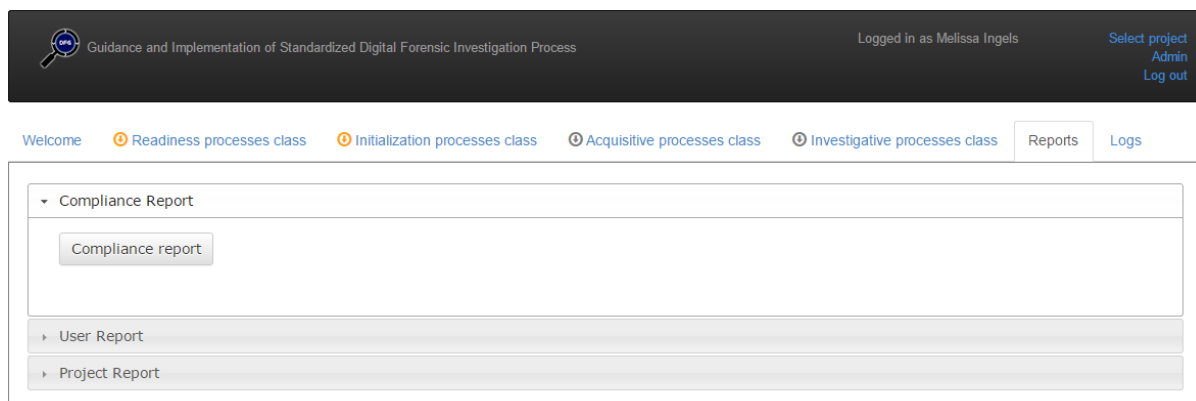 DFG
Guidance and Implementation of Standardized Digital Forensic Investigation Process
Logged in as Melissa Ingels
Select project
Admin
Log out
Welcome
Readiness processes class
Initialization processes class
Acquisitive processes class
Investigative processes class
Reports
Logs
Compliance Report
Compliance report
User Report
Project Report